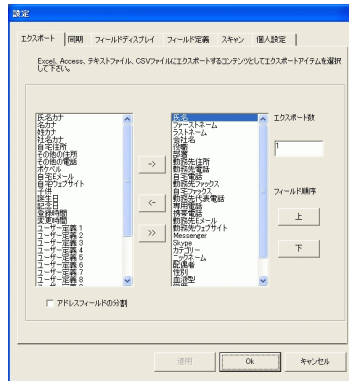 設定
エクスポート 同期 フィールドディスプレイ フィールド定義 スキャン 個人設定
Excel, Access, テキストファイル, CSVファイルにエクスポートするコンテンツとしてエクスポートアイテムを選択
して下さい。
氏名カナ
名カナ
姓カナ
社名カナ
自宅住所
その他の住所
その他の電話
ポケベル
自宅Eメール
自宅ウェブサイト
子供
誕生日
記念日
登録時間
変更時間
ユーザー定義 1
ユーザー定義 2
ユーザー定義 3
ユーザー定義 4
ユーザー定義 5
ユーザー定義 6
ユーザー定義 7
ユーザー定義 8
->
<-
>>
氏名
ファーストネーム
ラストネーム
会社名
役職
部署
勤務先住所
勤務先電話
自宅電話
勤務先ファックス
自宅ファックス
勤務先代表電話
専用電話
携帯電話
勤務先Eメール
勤務先ウェブサイト
Messenger
Skype
カテゴリー
ニックネーム
配偶者
性別
血液型
エクスポート数
1
フィールド順序
上
下
アドレスフィールドの分割
適用 Ok キャンセル